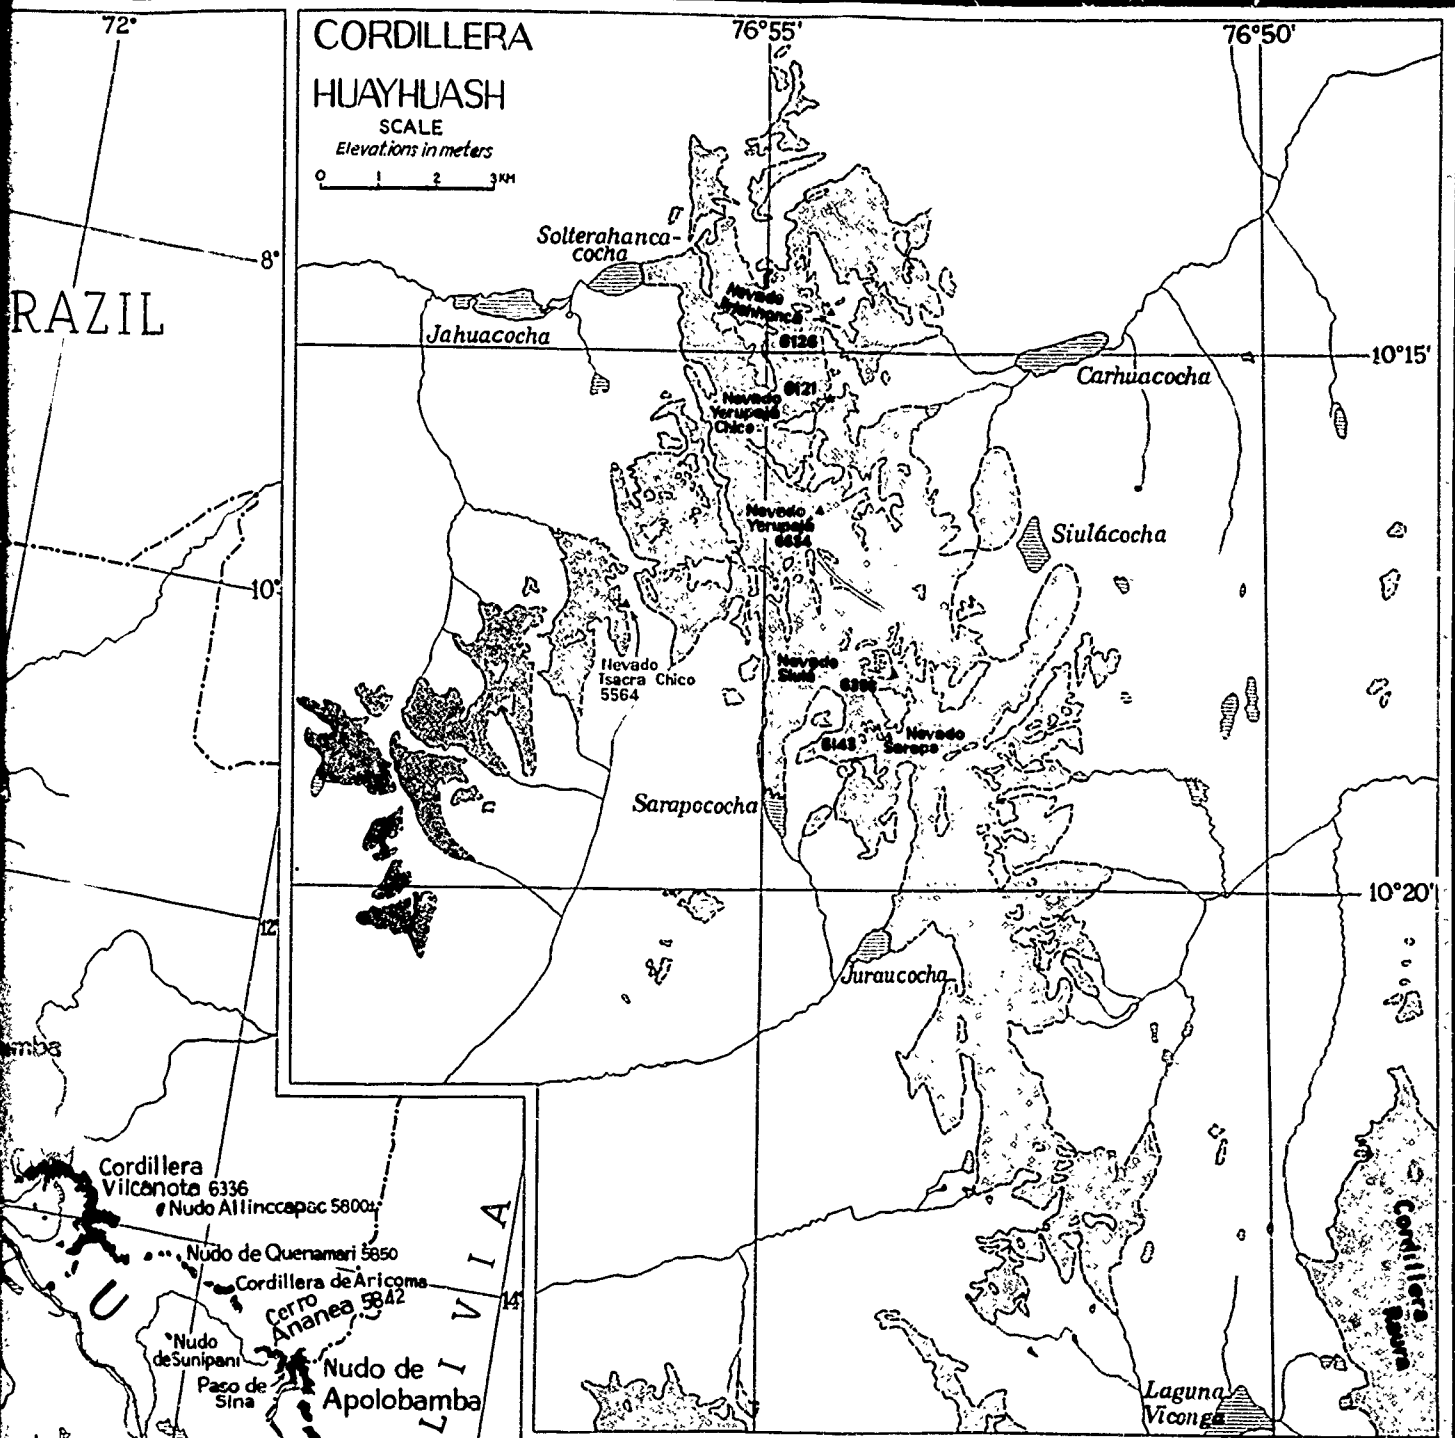 72°
CORDILLERA
HUAYHUASH
SCALE
Elevations in meters
0 1 2 3 KM
76°55'
76°50'
8°
RAZIL
Solterahanca-
cocha
Jahuacocha
Nevado
6126
10°15'
Carhuacocha
6121
Nevado
Yerupajá
Chico
Nevado
Yerupajá
6634
Siulácocha
10°
Nevado
Tsacra Chico
5564
Nevado
Siulá
Nevado
Sarapo
6143
Sarapococha
10°20'
12°
Juraucocha
mba
Cordillera
Vilcanota 6336
Nudo Allinccapac 5800±
Nudo de Quenamari 5850
Cordillera de Aricoma
Cerro
Ananea 5842
14°
U
L I V I A
Nudo
de Sunipani
Paso de
Sina
Nudo de
Apolobamba
Cordillera
Raura
Laguna
Viconga